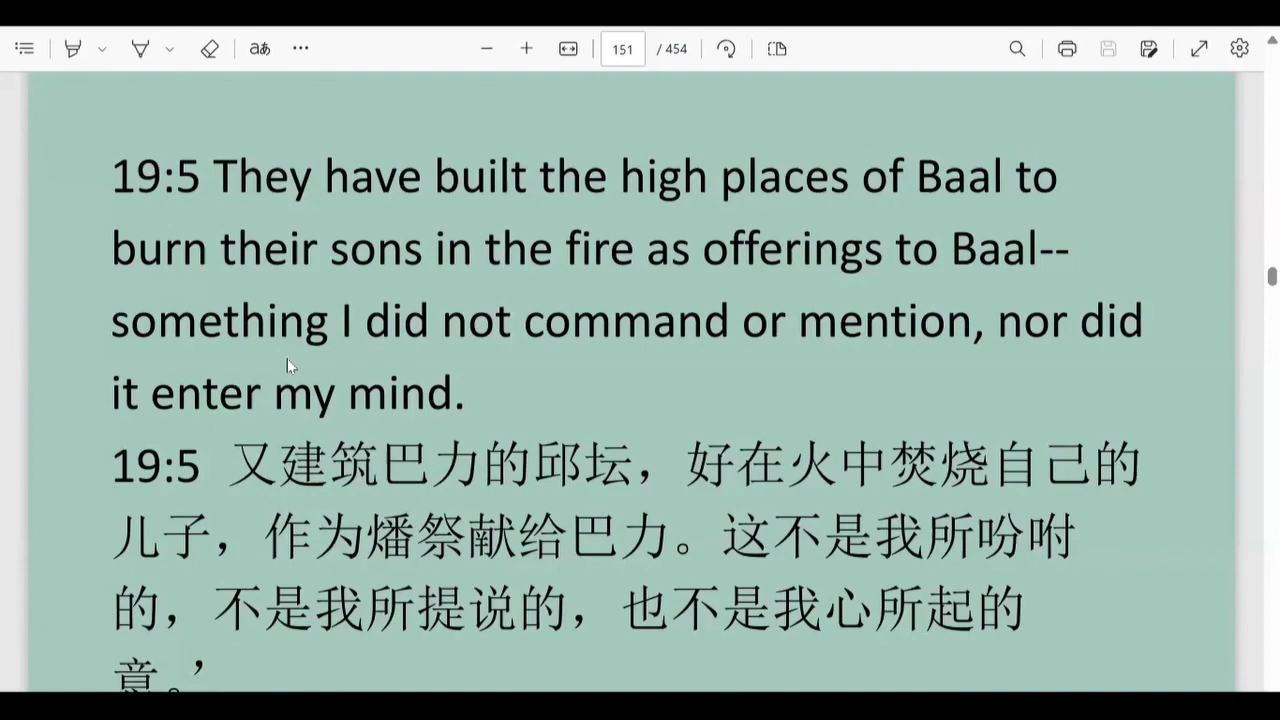 aあ
151
/ 454
19:5 They have built the high places of Baal to
burn their sons in the fire as offerings to Baal--
something I did not command or mention, nor did
it enter my mind.
19:5 又建筑巴力的邱坛，好在火中焚烧自己的
儿子，作为燔祭献给巴力。这不是我所吩咐
的，不是我所提说的，也不是我心所起的
意。’